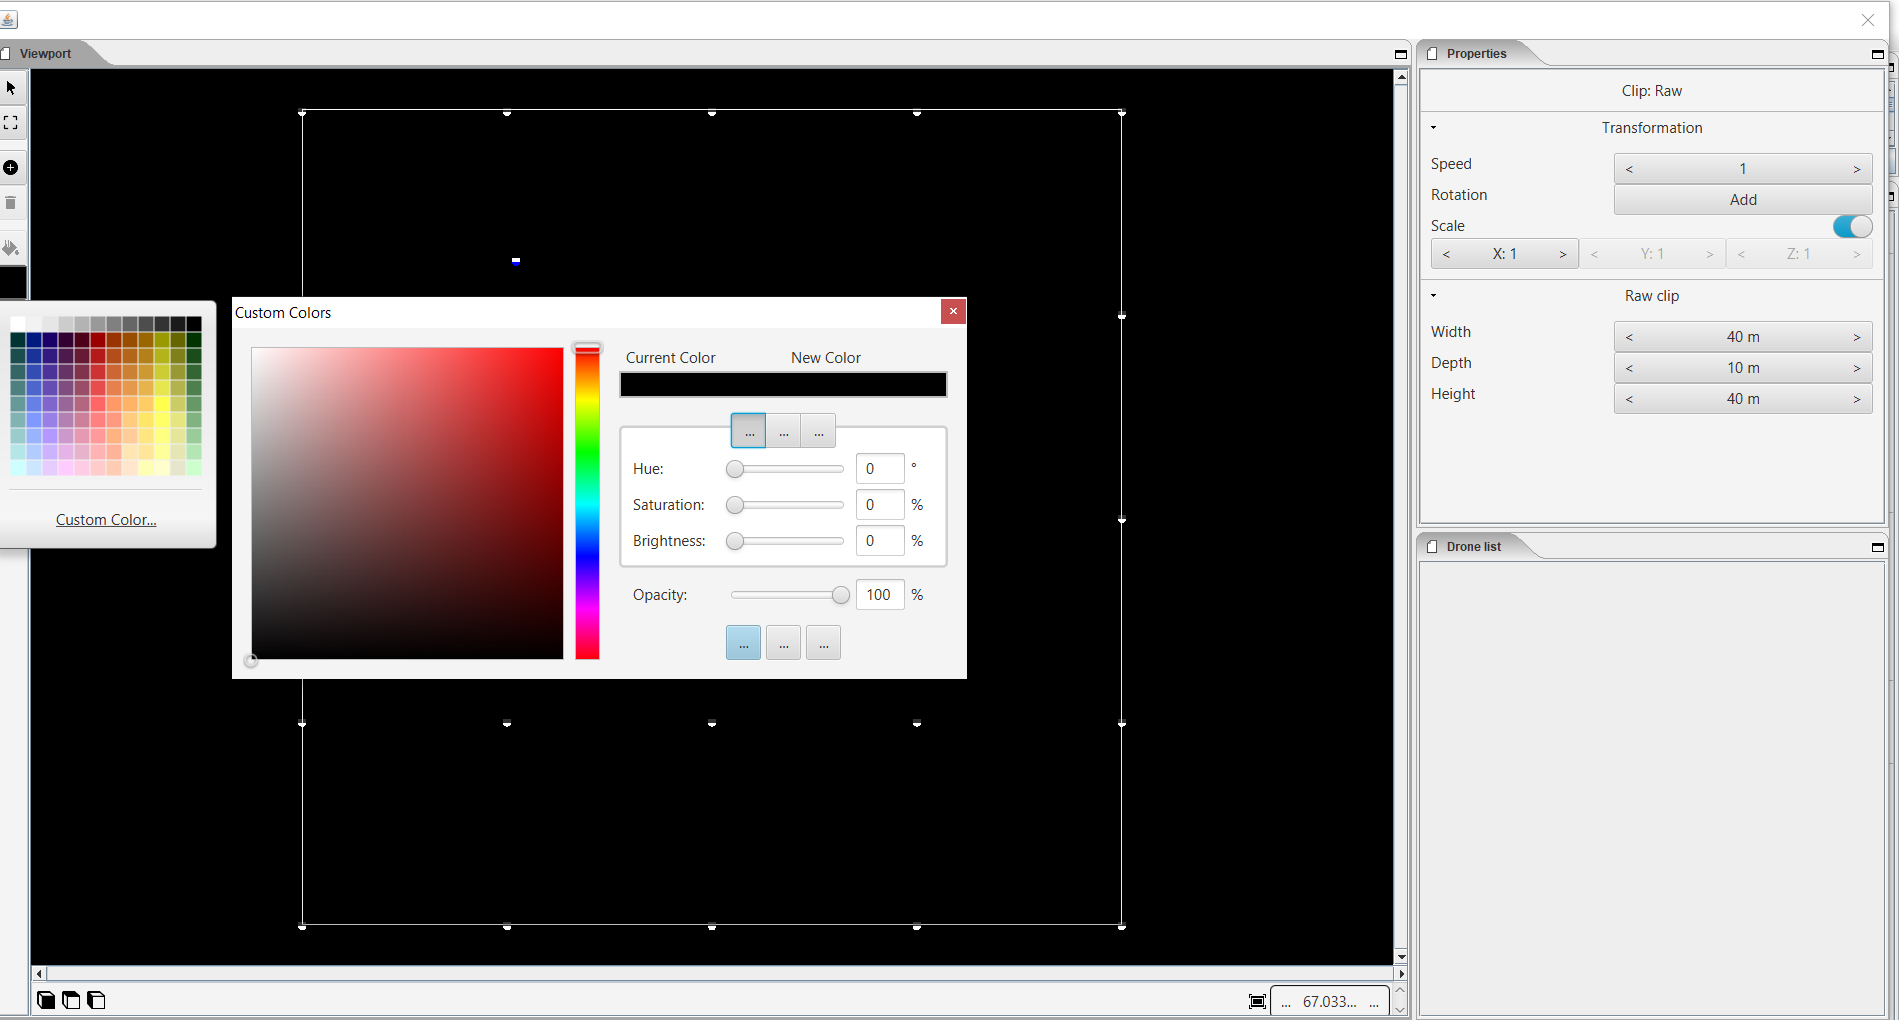 Viewport
Properties
Clip: Raw
Transformation
Speed
< 1 >
Rotation
Add
Scale
< X: 1 >
< Y: 1 >
< Z: 1 >
Raw clip
Width
< 40 m >
Depth
< 10 m >
Height
< 40 m >
Custom Color...
Custom Colors
Current Color
New Color
... ... ...
Hue: 0 °
Saturation: 0 %
Brightness: 0 %
Opacity: 100 %
... ... ...
Drone list
... 67.033... ...